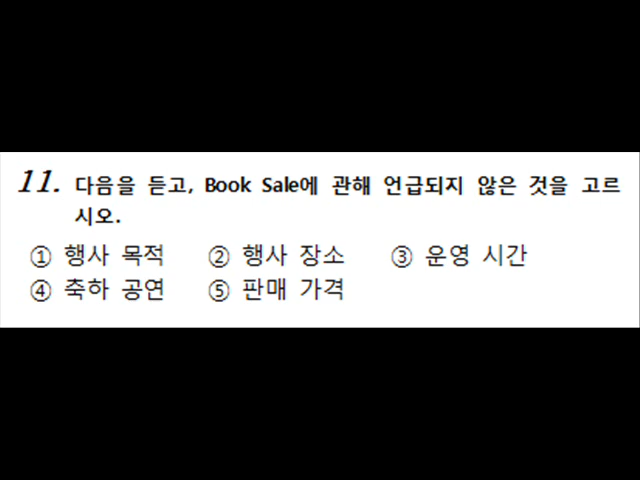 11. 다음을 듣고, Book Sale에 관해 언급되지 않은 것을 고르
시오.
① 행사 목적 ② 행사 장소 ③ 운영 시간
④ 축하 공연 ⑤ 판매 가격